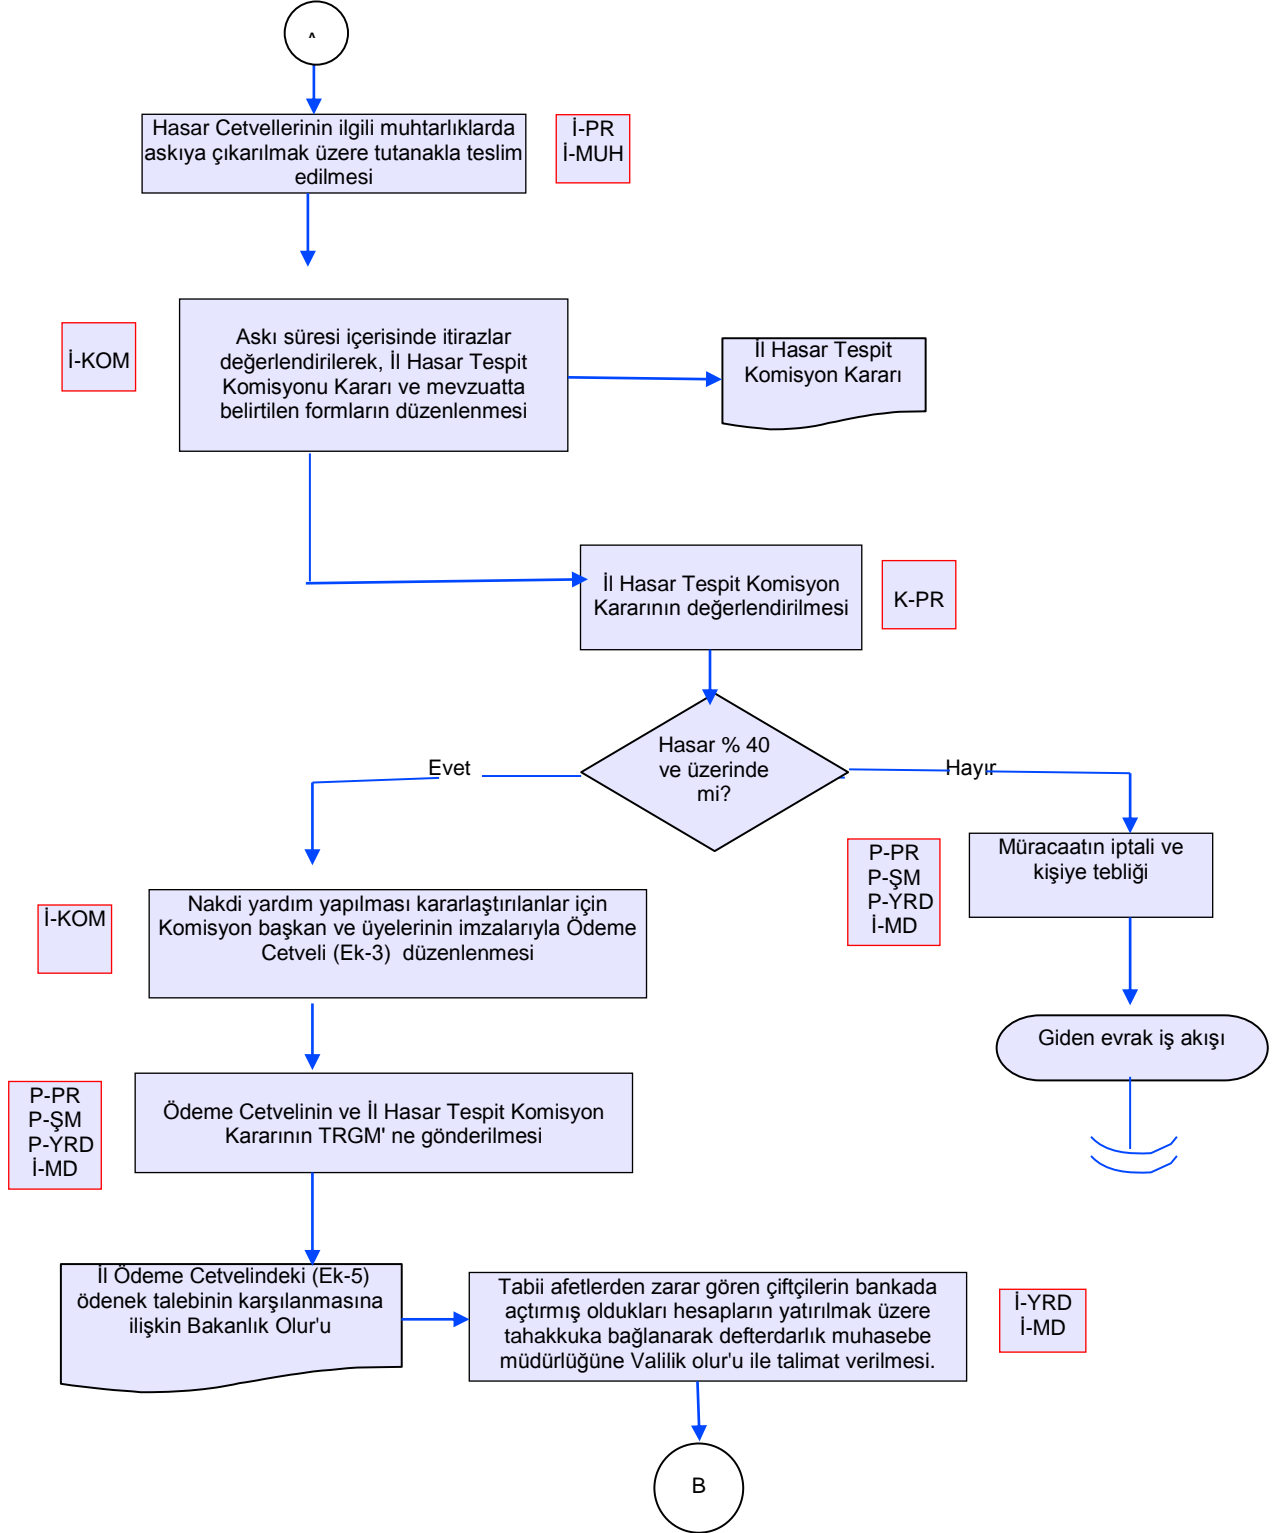 A
Hasar Cetvellerinin ilgili muhtarlıklarda
askıya çıkarılmak üzere tutanakla teslim
edilmesi
İ-PR
İ-MUH
İ-KOM
Askı süresi içerisinde itirazlar
değerlendirilerek, İl Hasar Tespit
Komisyonu Kararı ve mevzuatta
belirtilen formların düzenlenmesi
İl Hasar Tespit
Komisyon Kararı
İl Hasar Tespit Komisyon
Kararının değerlendirilmesi
K-PR
Hasar % 40
ve üzerinde
mi?
Evet
Hayır
P-PR
P-ŞM
P-YRD
İ-MD
Müracaatın iptali ve
kişiye tebliği
İ-KOM
Nakdi yardım yapılması kararlaştırılanlar için
Komisyon başkan ve üyelerinin imzalarıyla Ödeme
Cetveli (Ek-3) düzenlenmesi
Giden evrak iş akışı
P-PR
P-ŞM
P-YRD
İ-MD
Ödeme Cetvelinin ve İl Hasar Tespit Komisyon
Kararının TRGM' ne gönderilmesi
İl Ödeme Cetvelindeki (Ek-5)
ödenek talebinin karşılanmasına
ilişkin Bakanlık Olur'u
Tabii afetlerden zarar gören çiftçilerin bankada
açtırmış oldukları hesapların yatırılmak üzere
tahakkuka bağlanarak defterdarlık muhasebe
müdürlüğüne Valilik olur'u ile talimat verilmesi.
İ-YRD
İ-MD
B